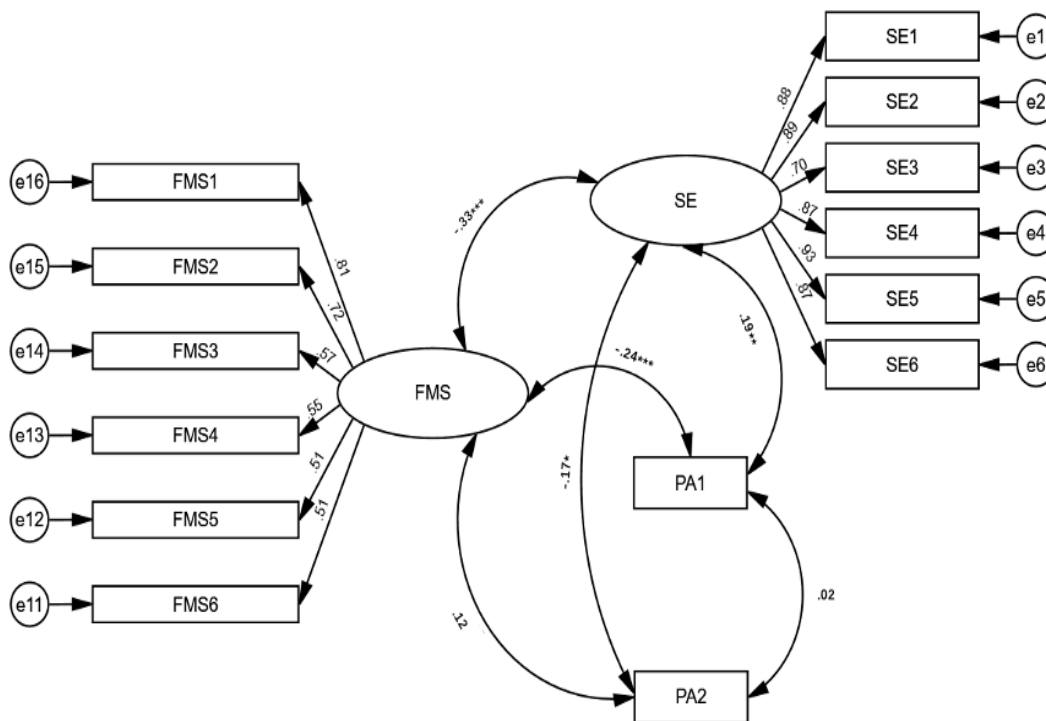 SE1
e1
.88
SE2
e2
.89
SE3
e3
.70
SE
SE4
e4
.87
SE5
e5
.93
SE6
e6
.87
e16
FMS1
.81
e15
FMS2
.72
e14
FMS3
.57
e13
FMS4
.55
e12
FMS5
.51
e11
FMS6
.51
FMS
-.33***
-.24***
.19**
-.17*
PA1
.12
.02
PA2